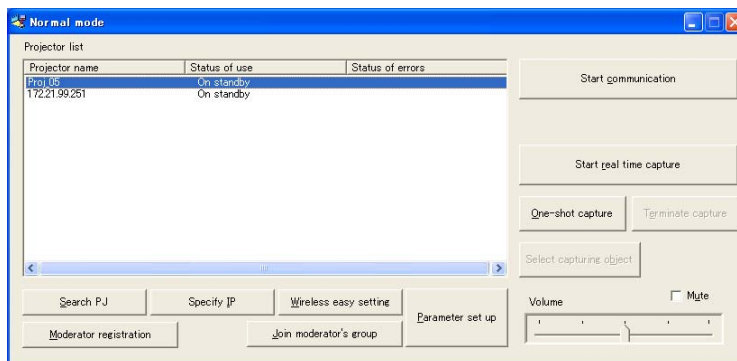 Normal mode
Projector list
Projector name Status of use Status of errors
Proj_05 On standby
172.21.99.251 On standby
Start communication
Start real time capture
One-shot capture Terminate capture
Select capturing object
Search PJ Specify IP Wireless easy setting
Parameter set up
Moderator registration Join moderator's group
Volume Mute